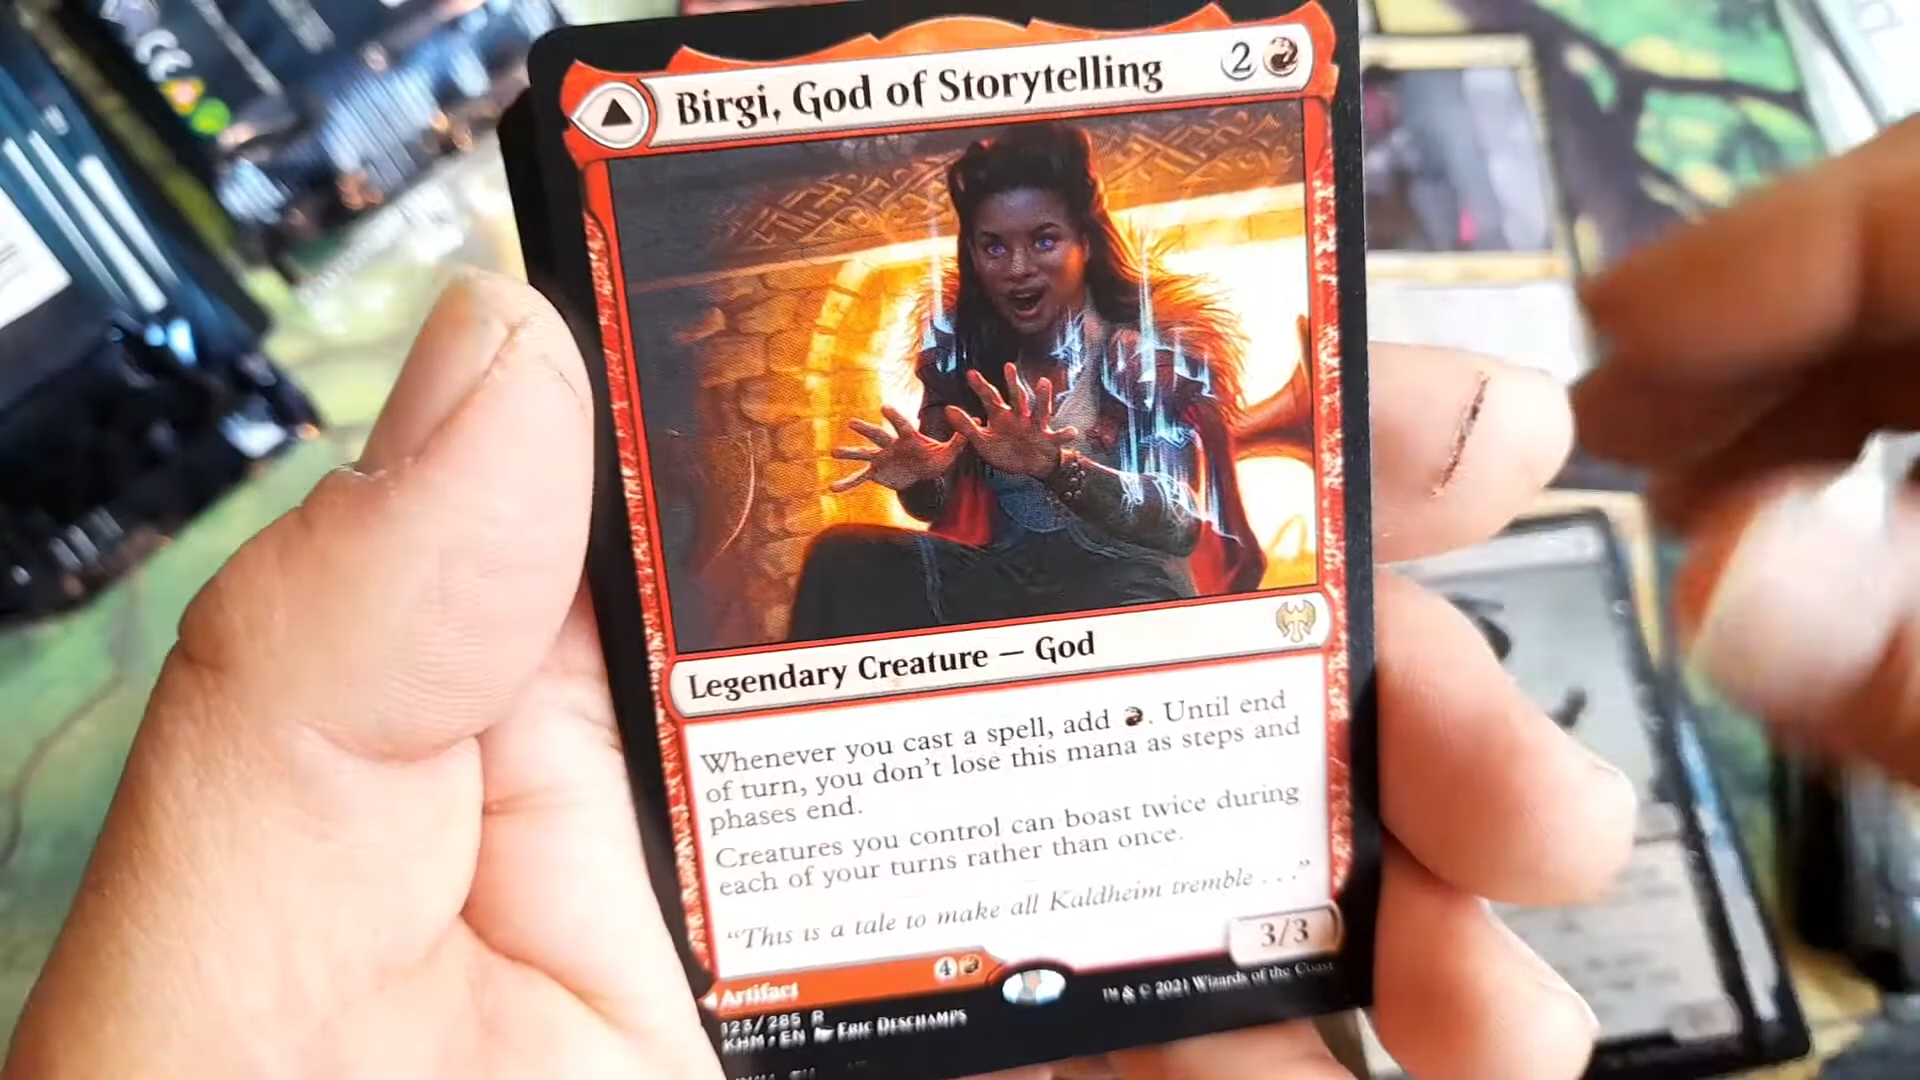 Birgi, God of Storytelling 2
Legendary Creature — God
Whenever you cast a spell, add . Until end
of turn, you don't lose this mana as steps and
phases end.
Creatures you control can boast twice during
each of your turns rather than once.
"This is a tale to make all Kaldheim tremble . . ."
3/3
Artifact 4
123/285 R
KHM • EN Eric Deschamps
™ & © 2021 Wizards of the Coast